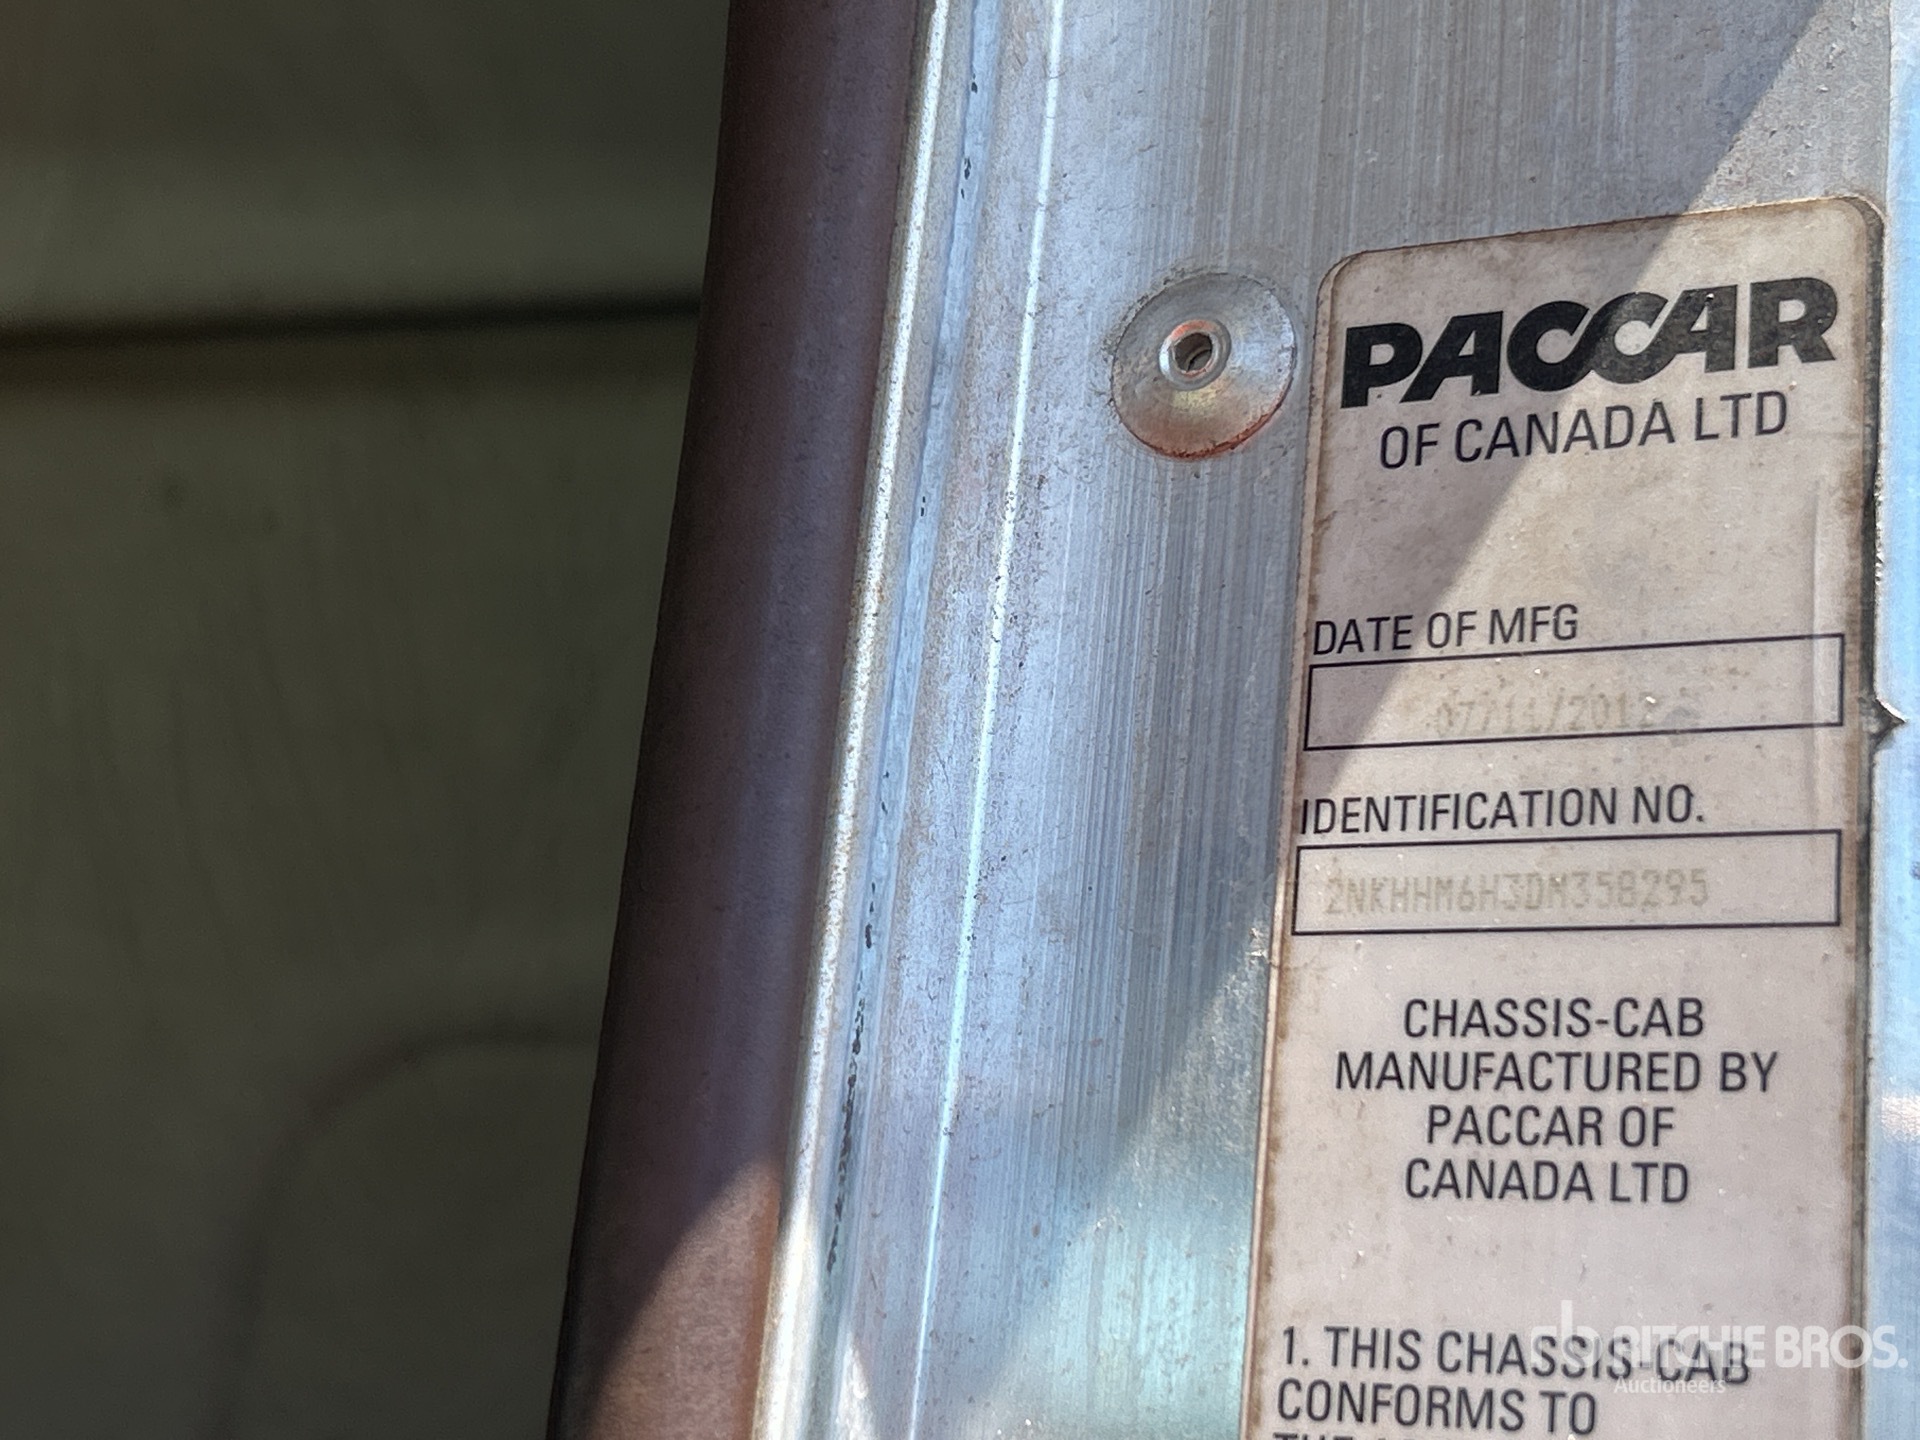 PACCAR
OF CANADA LTD
DATE OF MFG
07/11/2012
IDENTIFICATION NO.
2NKHHM6H3DM358295
CHASSIS-CAB
MANUFACTURED BY
PACCAR OF
CANADA LTD
1. THIS CHASSIS-CAB
CONFORMS TO
rb RITCHIE BROS.
Auctioneers